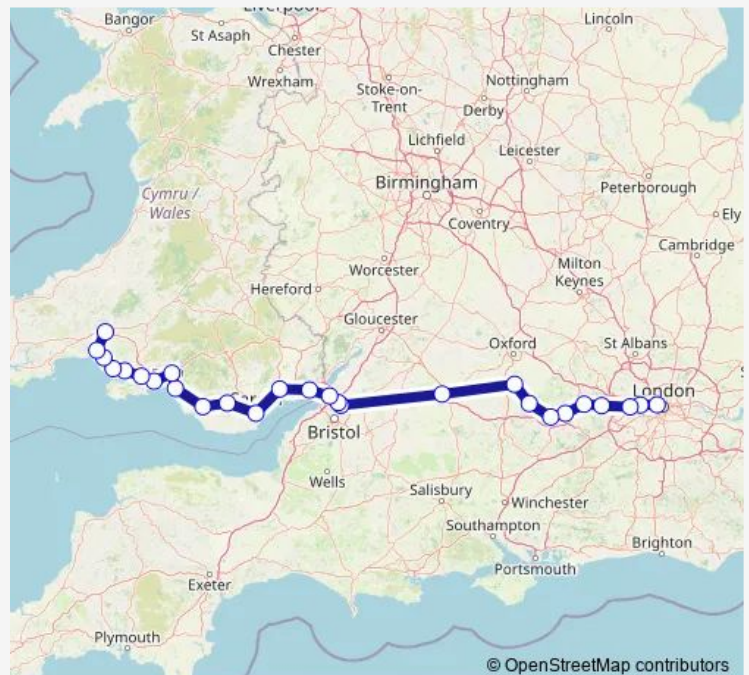 Bangor
St Asaph
Chester
Lincoln
Wrexham
Stoke-on-
Trent
Nottingham
Derby
Lichfield
Leicester
Birmingham
Peterborough
Cymru /
Wales
Coventry
Ely
Cambridge
Worcester
Milton
Keynes
Hereford
Gloucester
Oxford
St Albans
London
Bristol
Wells
Salisbury
Winchester
Southampton
Brighton
Portsmouth
Exeter
Plymouth
© OpenStreetMap contributors